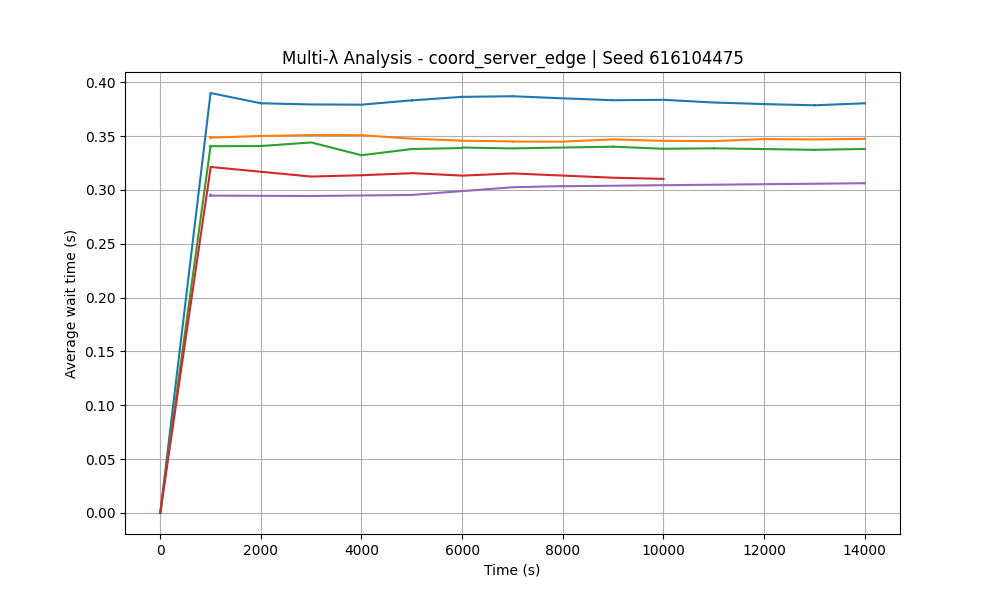 Multi-λ Analysis - coord_server_edge | Seed 616104475
Average wait time (s)
0.40
0.35
0.30
0.25
0.20
0.15
0.10
0.05
0.00
0 2000 4000 6000 8000 10000 12000 14000
Time (s)